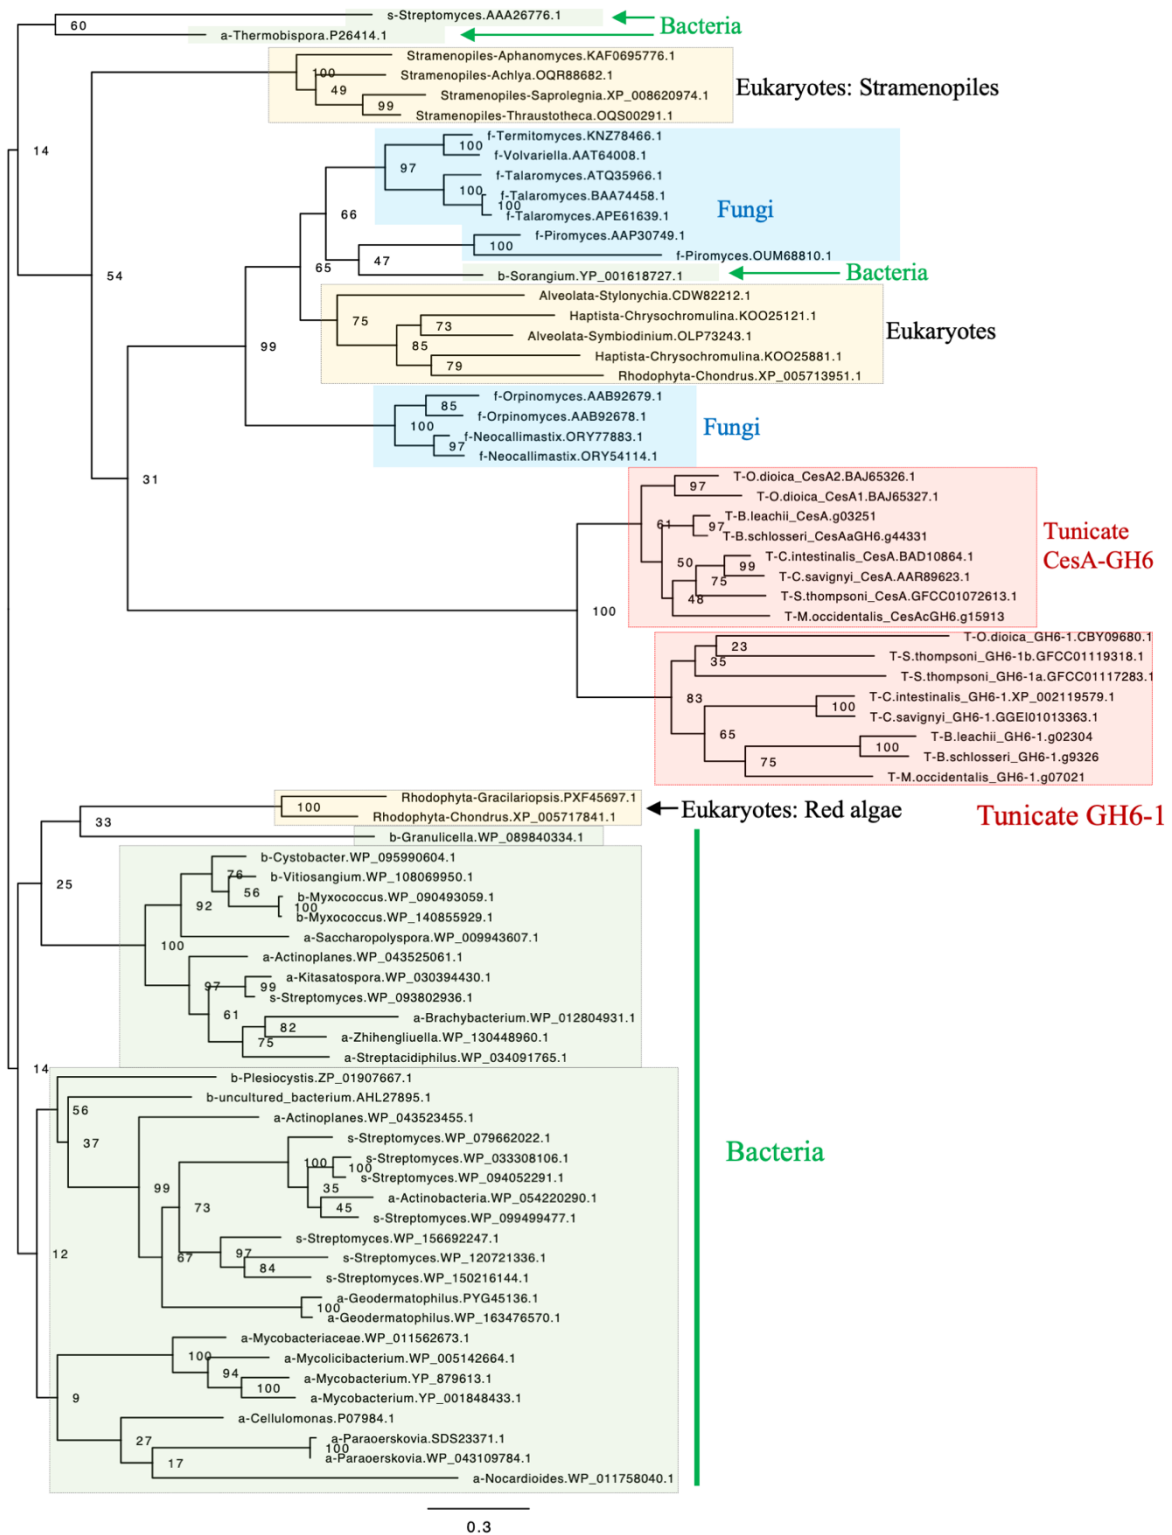 s-Streptomyces.AAA26776.1
60
Bacteria
a-Thermobispora.P26414.1
Stramenopiles-Aphanomyces.KAF0695776.1
100
Stramenopiles-Achlya.OQR88682.1
49
Eukaryotes: Stramenopiles
Stramenopiles-Saprolegnia.XP_008620974.1
99
Stramenopiles-Thraustotheca.OQS00291.1
f-Termitomyces.KNZ78466.1
100
14
f-Volvariella.AAT64008.1
97
f-Talaromyces.ATQ35966.1
100
f-Talaromyces.BAA74458.1
100
Fungi
f-Talaromyces.APE61639.1
66
f-Piromyces.AAP30749.1
100
f-Piromyces.OUM68810.1
47
65
54
b-Sorangium.YP_001618727.1
Bacteria
Alveolata-Stylonychia.CDW82212.1
75
Haptista-Chrysochromulina.KOO25121.1
73
Alveolata-Symbiodinium.OLP73243.1
Eukaryotes
99
85
Haptista-Chrysochromulina.KOO25881.1
79
Rhodophyta-Chondrus.XP_005713951.1
f-Orpinomyces.AAB92679.1
85
f-Orpinomyces.AAB92678.1
100
Fungi
f-Neocallimastix.ORY77883.1
97
f-Neocallimastix.ORY54114.1
31
T-O.dioica_CesA2.BAJ65326.1
97
T-O.dioica_CesA1.BAJ65327.1
T-B.leachii_CesA.g03251
61
97
Tunicate
CesA-GH6
T-B.schlosseri_CesAaGH6.g44331
T-C.intestinalis_CesA.BAD10864.1
50
99
T-C.savignyi_CesA.AAR89623.1
75
T-S.thompsoni_CesA.GFCC01072613.1
48
100
T-M.occidentalis_CesAcGH6.g15913
T-O.dioica_GH6-1.CBY09680.1
23
T-S.thompsoni_GH6-1b.GFCC01119318.1
35
T-S.thompsoni_GH6-1a.GFCC01117283.1
83
T-C.intestinalis_GH6-1.XP_002119579.1
100
T-C.savignyi_GH6-1.GGEI01013363.1
65
T-B.leachii_GH6-1.g02304
100
T-B.schlosseri_GH6-1.g9326
75
T-M.occidentalis_GH6-1.g07021
Rhodophyta-Gracilariopsis.PXF45697.1
100
Eukaryotes: Red algae
Tunicate GH6-1
Rhodophyta-Chondrus.XP_005717841.1
33
b-Granulicella.WP_089840334.1
b-Cystobacter.WP_095990604.1
76
b-Vitiosangium.WP_108069950.1
25
56
b-Myxococcus.WP_090493059.1
92
100
b-Myxococcus.WP_140855929.1
a-Saccharopolyspora.WP_009943607.1
100
a-Actinoplanes.WP_043525061.1
a-Kitasatospora.WP_030394430.1
97
99
s-Streptomyces.WP_093802936.1
61
a-Brachybacterium.WP_012804931.1
82
a-Zhihengliuella.WP_130448960.1
75
a-Streptacidiphilus.WP_034091765.1
14
b-Plesiocystis.ZP_01907667.1
b-uncultured_bacterium.AHL27895.1
56
a-Actinoplanes.WP_043523455.1
37
s-Streptomyces.WP_079662022.1
Bacteria
s-Streptomyces.WP_033308106.1
100
100
s-Streptomyces.WP_094052291.1
99
35
a-Actinobacteria.WP_054220290.1
73
45
s-Streptomyces.WP_099499477.1
s-Streptomyces.WP_156692247.1
12
67
97
s-Streptomyces.WP_120721336.1
84
s-Streptomyces.WP_150216144.1
a-Geodermatophilus.PYG45136.1
100
a-Geodermatophilus.WP_163476570.1
a-Mycobacteriaceae.WP_011562673.1
100
a-Mycolicibacterium.WP_005142664.1
94
a-Mycobacterium.YP_879613.1
100
9
a-Mycobacterium.YP_001848433.1
a-Cellulomonas.P07984.1
27
a-Paraoerskovia.SDS23371.1
100
a-Paraoerskovia.WP_043109784.1
17
a-Nocardioides.WP_011758040.1
0.3